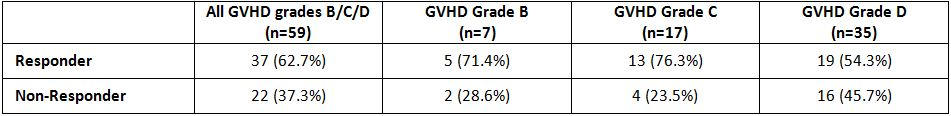 All GVHD grades B/C/D GVHD Grade B GVHD Grade C GVHD Grade D
(n=59) (n=7) (n=17) (n=35)
Responder 37 (62.7%) 5 (71.4%) 13 (76.3%) 19 (54.3%)
Non-Responder 22 (37.3%) 2 (28.6%) 4 (23.5%) 16 (45.7%)